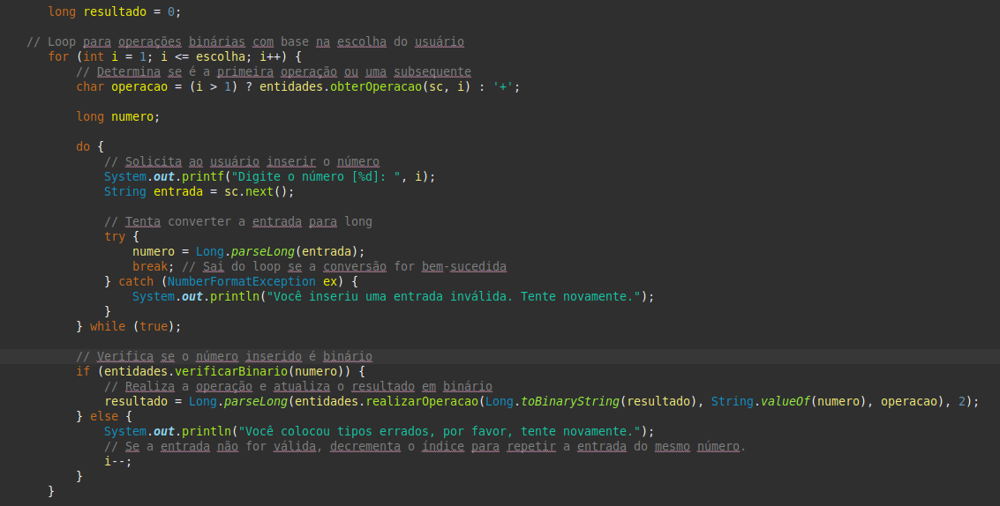 long resultado = 0;
// Loop para operações binárias com base na escolha do usuário
for (int i = 1; i <= escolha; i++) {
// Determina se é a primeira operação ou uma subsequente
char operacao = (i > 1) ? entidades.obterOperacao(sc, i) : '+';
long numero;
do {
// Solicita ao usuário inserir o número
System.out.printf("Digite o número [%d]: ", i);
String entrada = sc.next();
// Tenta converter a entrada para long
try {
numero = Long.parseLong(entrada);
break; // Sai do loop se a conversão for bem-sucedida
} catch (NumberFormatException ex) {
System.out.println("Você inseriu uma entrada inválida. Tente novamente.");
}
} while (true);
// Verifica se o número inserido é binário
if (entidades.verificarBinario(numero)) {
// Realiza a operação e atualiza o resultado em binário
resultado = Long.parseLong(entidades.realizarOperacao(Long.toBinaryString(resultado), String.valueOf(numero), operacao), 2);
} else {
System.out.println("Você colocou tipos errados, por favor, tente novamente.");
// Se a entrada não for válida, decrementa o índice para repetir a entrada do mesmo número.
i--;
}
}